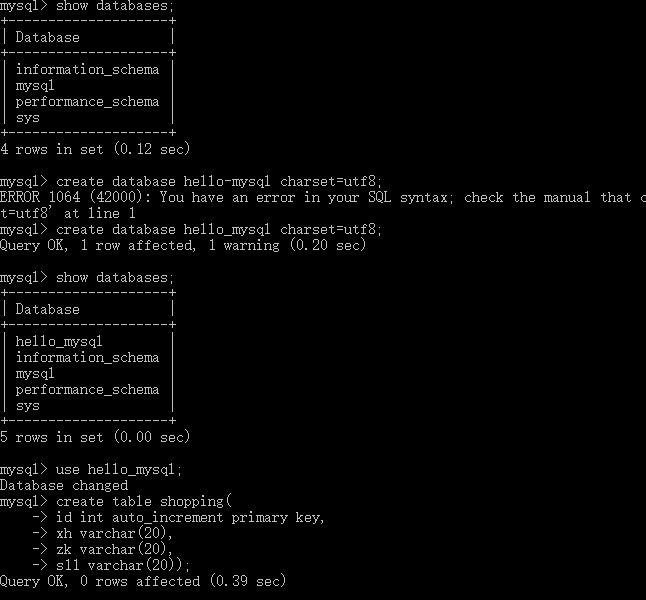 mysql> show databases;
+--------------------+
| Database           |
+--------------------+
| information_schema |
| mysql              |
| performance_schema |
| sys                |
+--------------------+
4 rows in set (0.12 sec)
mysql> create database hello-mysql charset=utf8;
ERROR 1064 (42000): You have an error in your SQL syntax; check the manual that c
t=utf8' at line 1
mysql> create database hello_mysql charset=utf8;
Query OK, 1 row affected, 1 warning (0.20 sec)
mysql> show databases;
+--------------------+
| Database           |
+--------------------+
| hello_mysql        |
| information_schema |
| mysql              |
| performance_schema |
| sys                |
+--------------------+
5 rows in set (0.00 sec)
mysql> use hello_mysql;
Database changed
mysql> create table shopping(
    -> id int auto_increment primary key,
    -> xh varchar(20),
    -> zk varchar(20),
    -> sll varchar(20));
Query OK, 0 rows affected (0.39 sec)